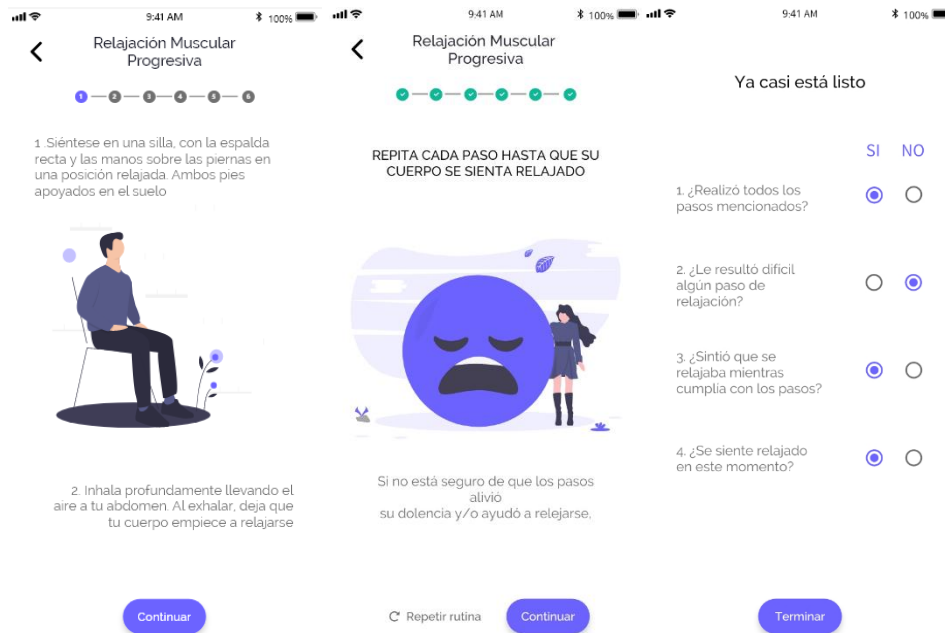 9:41 AM
100%
Relajación Muscular
Progresiva
1
2
3
4
5
6
1 .Siéntese en una silla, con la espalda
recta y las manos sobre las piernas en
una posición relajada. Ambos pies
apoyados en el suelo
2. Inhala profundamente llevando el
aire a tu abdomen. Al exhalar, deja que
tu cuerpo empiece a relajarse
Continuar
9:41 AM
100%
Relajación Muscular
Progresiva
REPITA CADA PASO HASTA QUE SU
CUERPO SE SIENTA RELAJADO
Si no está seguro de que los pasos
alivió
su dolencia y/o ayudó a relejarse,
Repetir rutina
Continuar
9:41 AM
100%
Ya casi está listo
SI NO
1. ¿Realizó todos los
pasos mencionados?
2. ¿Le resultó difícil
algún paso de
relajación?
3. ¿Sintió que se
relajaba mientras
cumplía con los pasos?
4. ¿Se siente relajado
en este momento?
Terminar